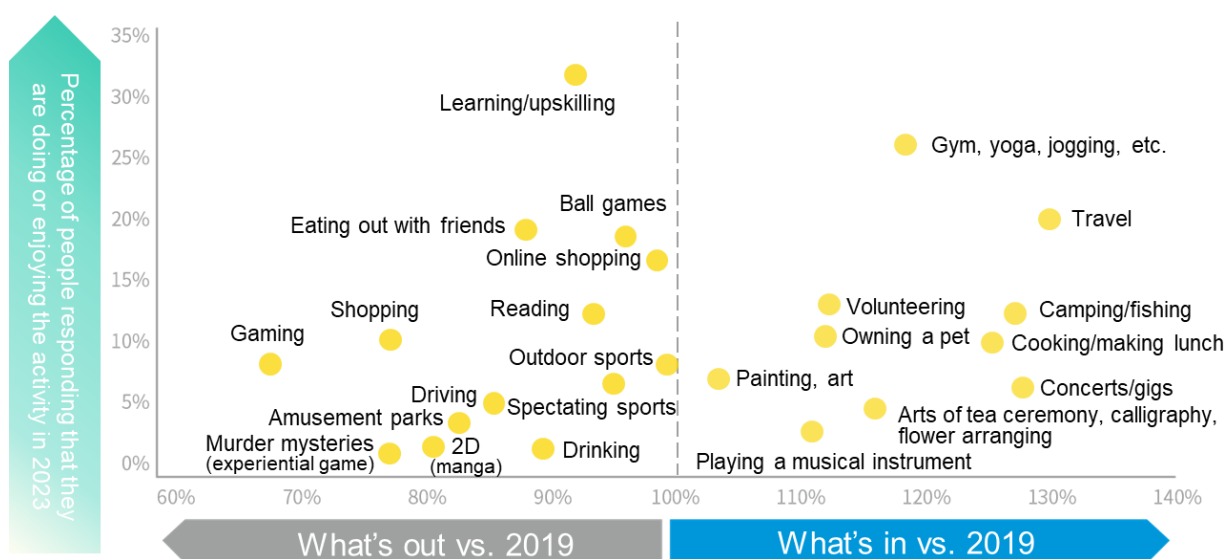 Percentage of people responding that they
are doing or enjoying the activity in 2023
35%
30%
25%
20%
15%
10%
5%
0%
Learning/upskilling
Gym, yoga, jogging, etc.
Ball games
Eating out with friends
Travel
Online shopping
Shopping
Reading
Volunteering
Camping/fishing
Gaming
Owning a pet
Cooking/making lunch
Outdoor sports
Painting, art
Concerts/gigs
Driving
Spectating sports
Amusement parks
Arts of tea ceremony, calligraphy,
flower arranging
Murder mysteries
(experiential game)
2D
(manga)
Drinking
Playing a musical instrument
60%
70%
80%
90%
100%
110%
120%
130%
140%
What's out vs. 2019
What's in vs. 2019